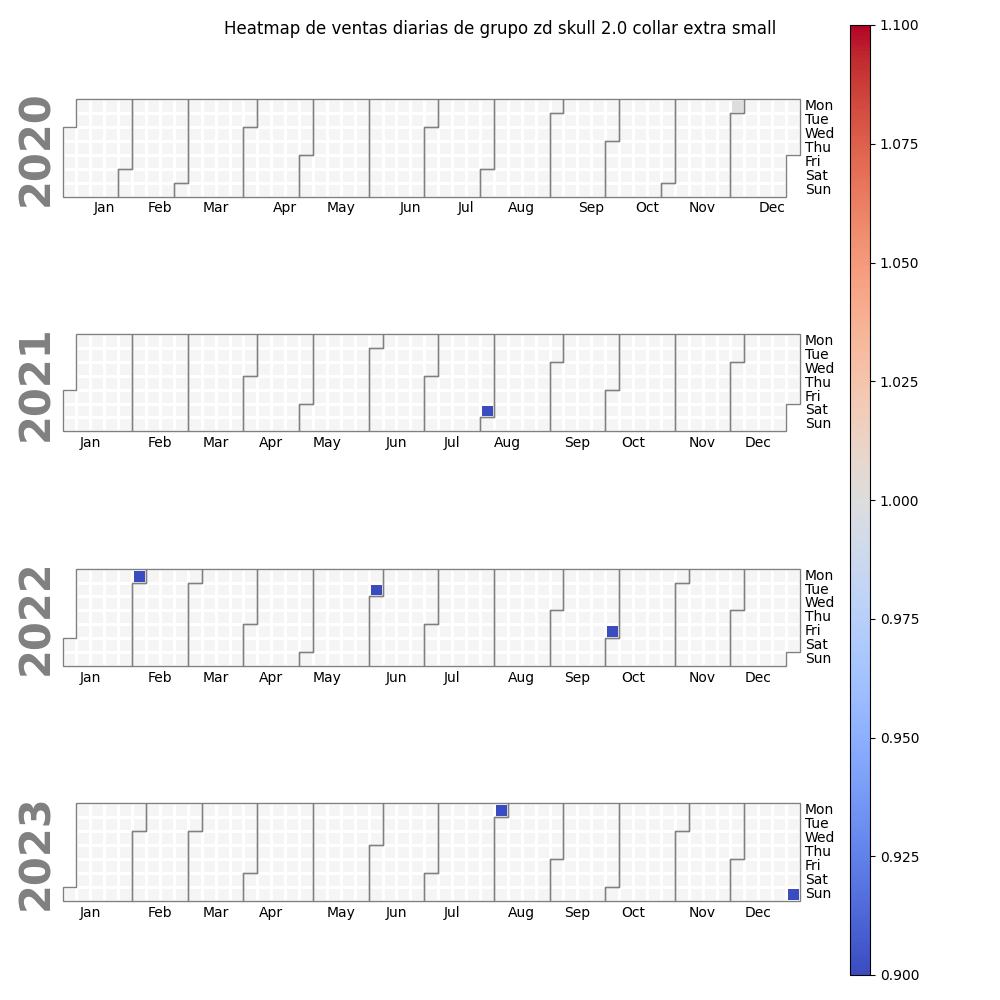 Heatmap de ventas diarias de grupo zd skull 2.0 collar extra small
2020
Mon
Tue
Wed
Thu
Fri
Sat
Sun
Jan Feb Mar Apr May Jun Jul Aug Sep Oct Nov Dec
2021
Mon
Tue
Wed
Thu
Fri
Sat
Sun
Jan Feb Mar Apr May Jun Jul Aug Sep Oct Nov Dec
2022
Mon
Tue
Wed
Thu
Fri
Sat
Sun
Jan Feb Mar Apr May Jun Jul Aug Sep Oct Nov Dec
2023
Mon
Tue
Wed
Thu
Fri
Sat
Sun
Jan Feb Mar Apr May Jun Jul Aug Sep Oct Nov Dec
1.100
1.075
1.050
1.025
1.000
0.975
0.950
0.925
0.900